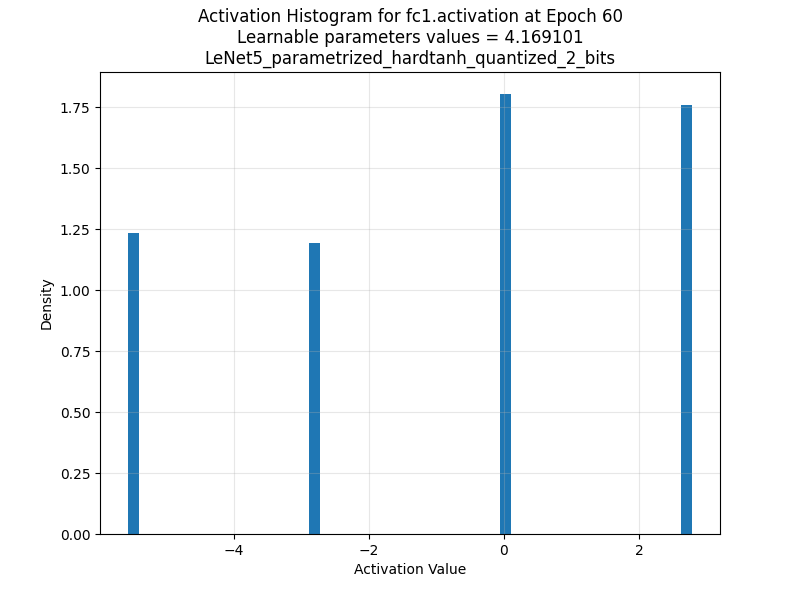 Activation Histogram for fc1.activation at Epoch 60
Learnable parameters values = 4.169101
LeNet5_parametrized_hardtanh_quantized_2_bits
1.75
1.50
1.25
1.00
0.75
0.50
0.25
0.00
Density
−4
−2
0
2
Activation Value